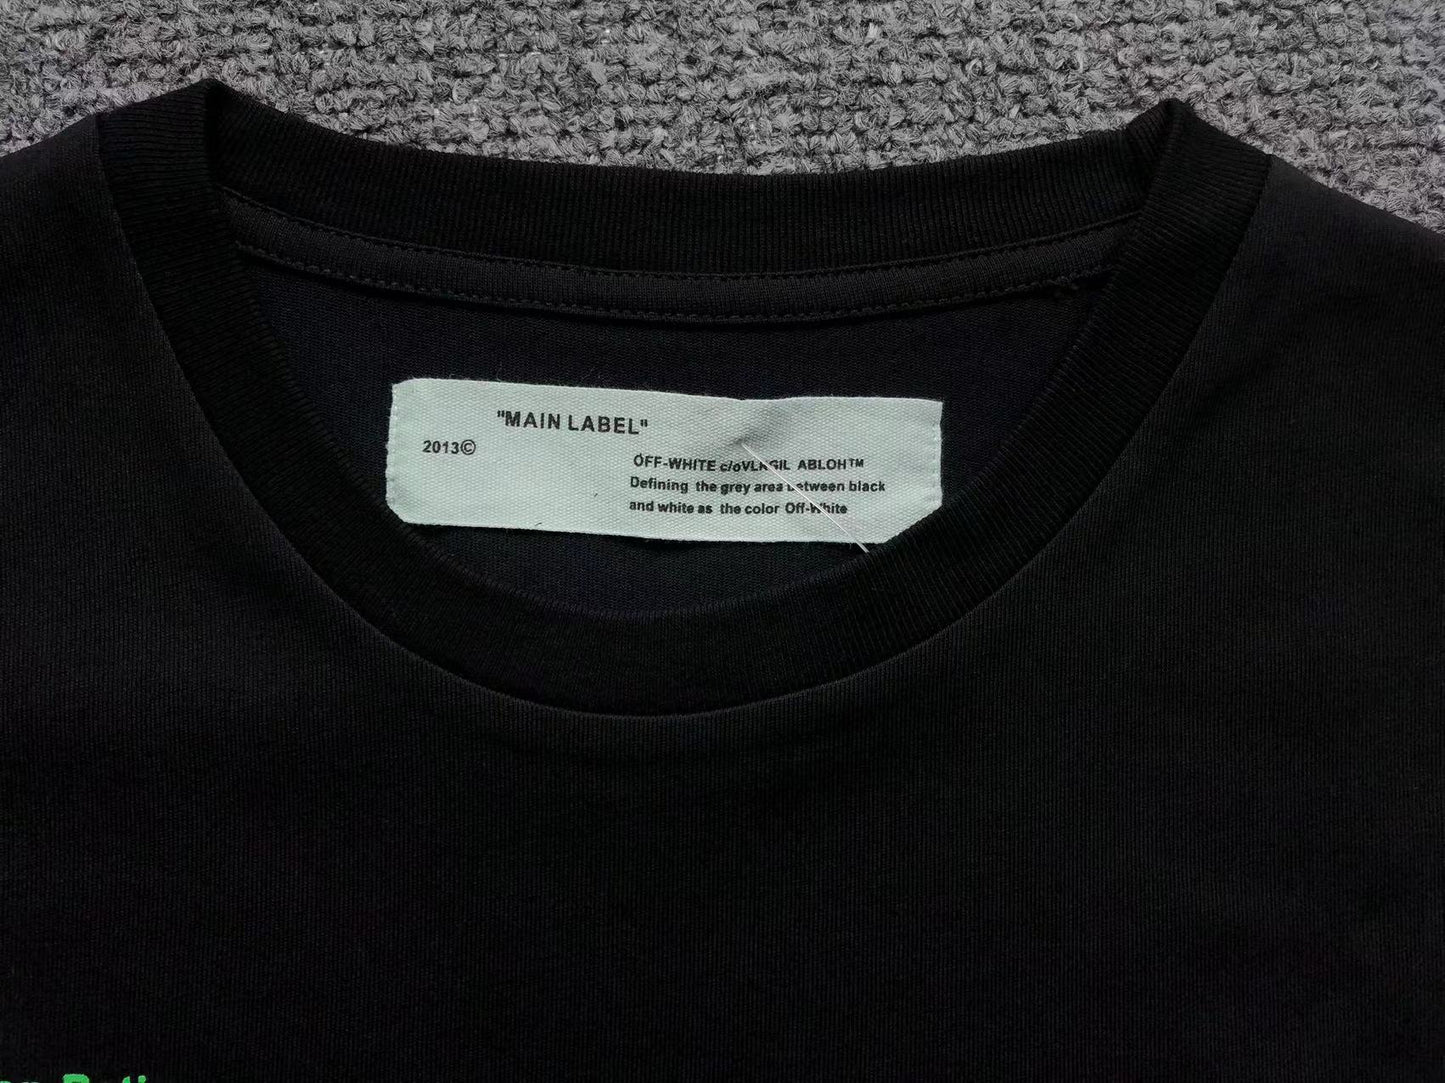 "MAIN LABEL"
2013©
OFF-WHITE c/oVLRGIL ABLOH™
Defining the grey area between black
and white as the color Off-White